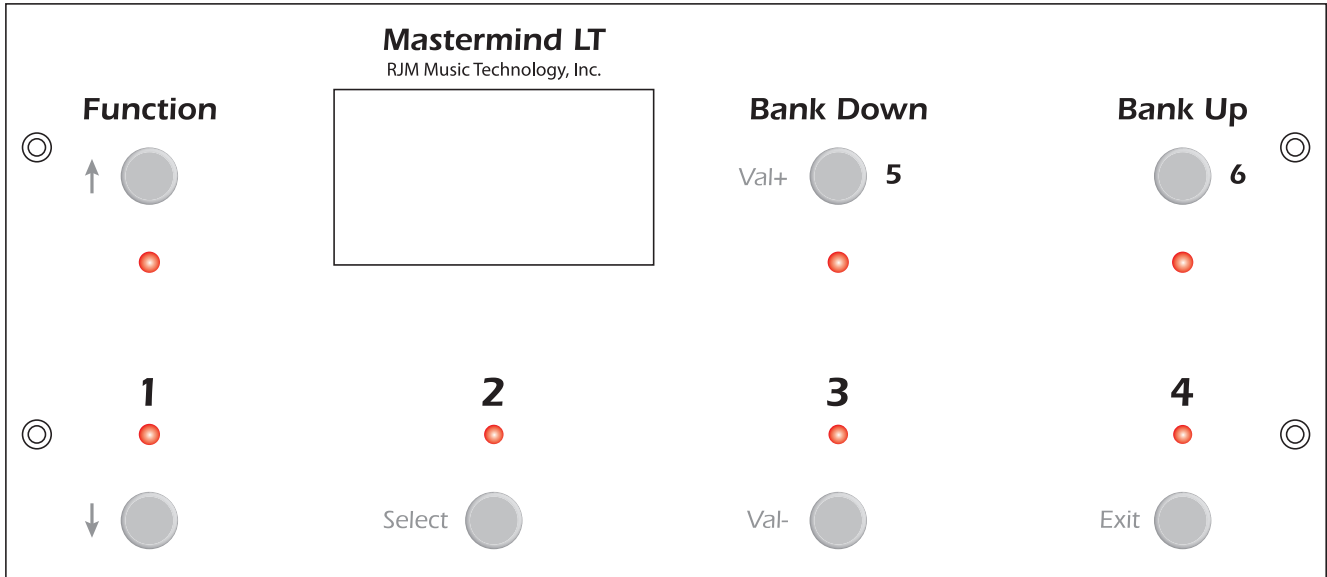 Mastermind LT
RJM Music Technology, Inc.
Function
Bank Down
Bank Up
↑
Val+
5
6
1
2
3
4
↓
Select
Val-
Exit